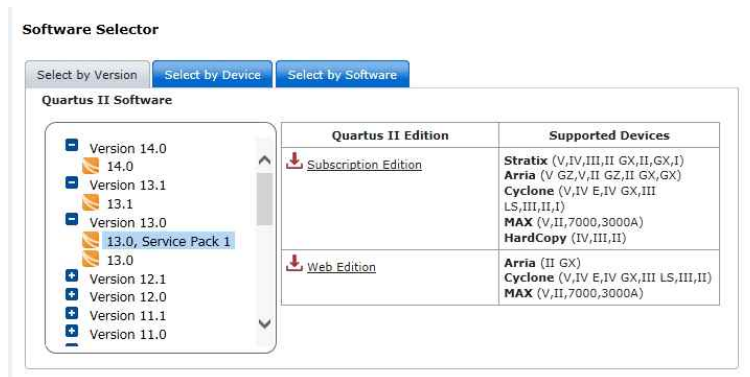 Software Selector
Select by Version
Select by Device
Select by Software
Quartus II Software
Version 14.0
14.0
Version 13.1
13.1
Version 13.0
13.0, Service Pack 1
13.0
Version 12.1
Version 12.0
Version 11.1
Version 11.0
Quartus II Edition
Supported Devices
Subscription Edition
Stratix (V,IV,III,II GX,II,GX,I)
Arria (V GZ,V,II GZ,II GX,GX)
Cyclone (V,IV E,IV GX,III
LS,III,II,I)
MAX (V,II,7000,3000A)
HardCopy (IV,III,II)
Web Edition
Arria (II GX)
Cyclone (V,IV E,IV GX,III LS,III,II)
MAX (V,II,7000,3000A)